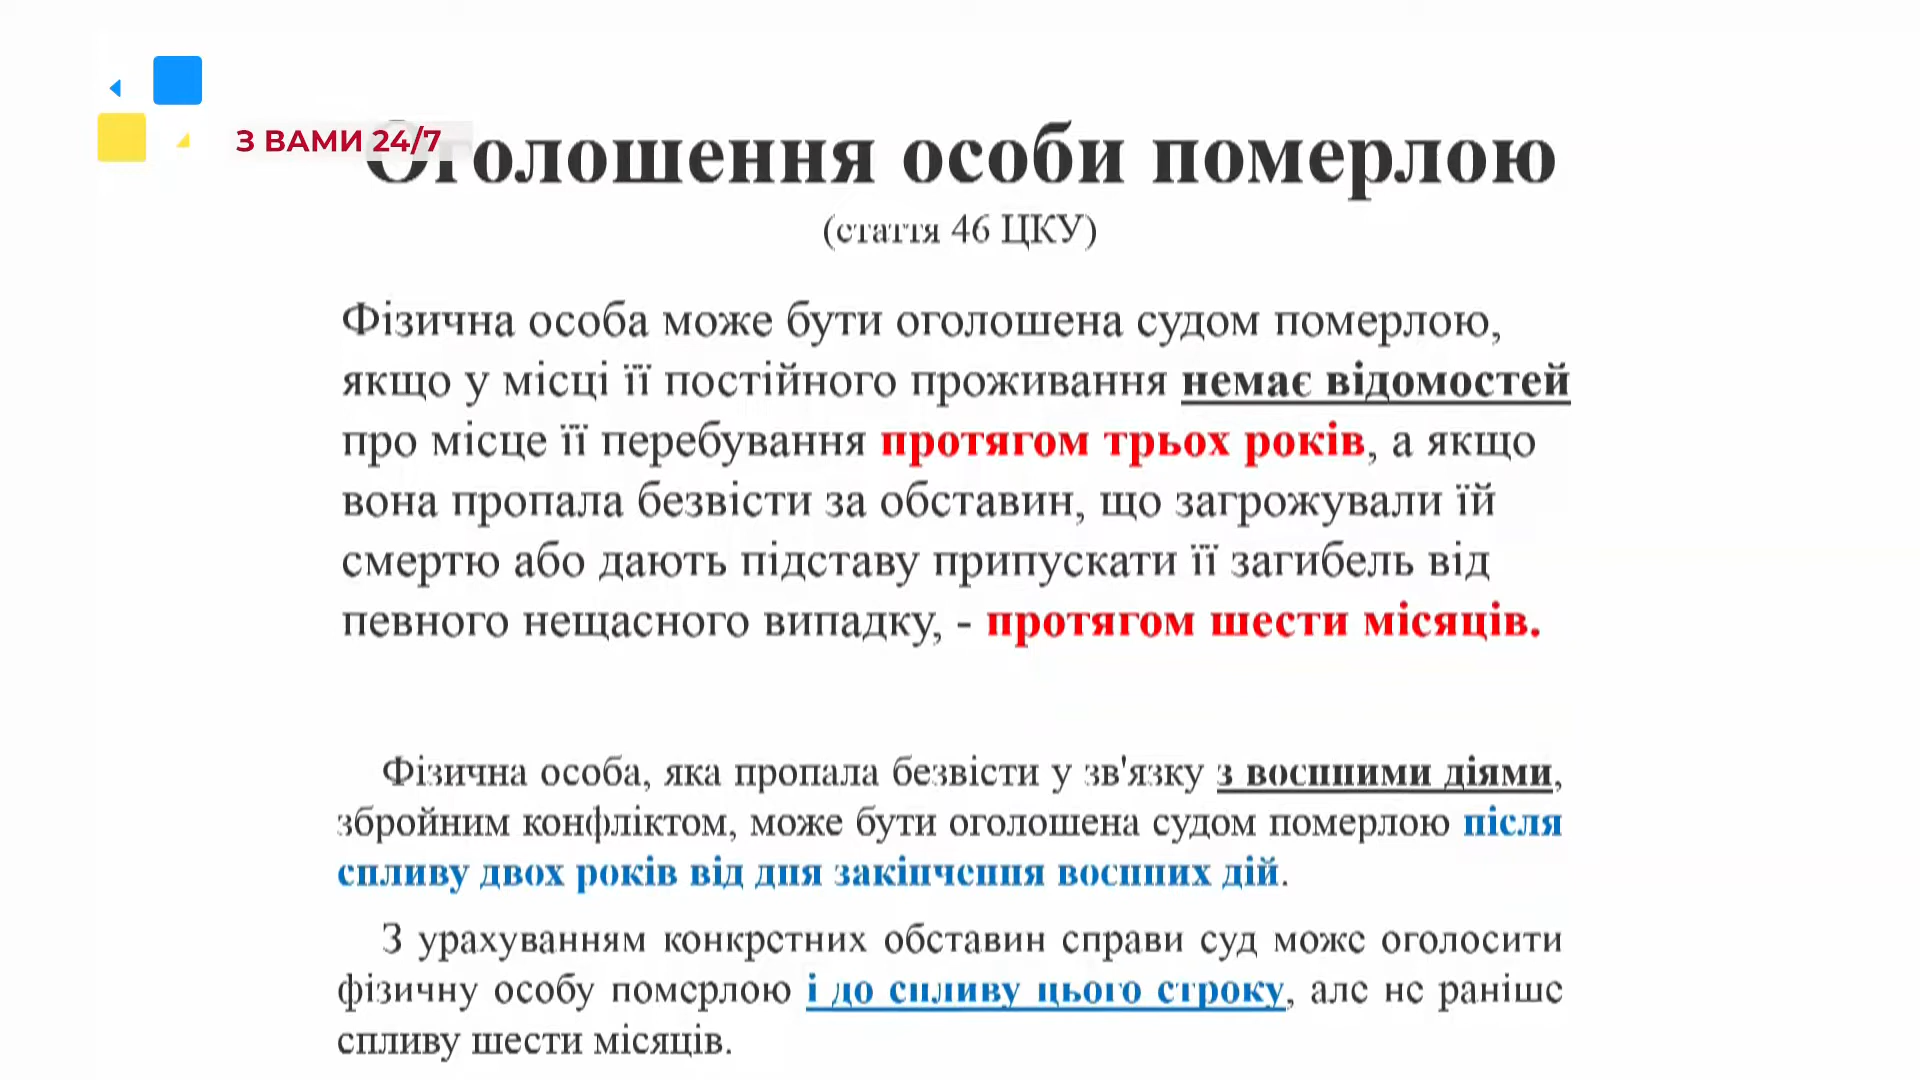 З ВАМИ 24/7
Оголошення особи померлою
(стаття 46 ЦКУ)
Фізична особа може бути оголошена судом померлою,
якщо у місці її постійного проживання немає відомостей
про місце її перебування протягом трьох років, а якщо
вона пропала безвісти за обставин, що загрожували їй
смертю або дають підставу припускати її загибель від
певного нещасного випадку, - протягом шести місяців.
Фізична особа, яка пропала безвісти у зв'язку з воєнними діями,
збройним конфліктом, може бути оголошена судом померлою після
спливу двох років від дня закінчення воєнних дій.
З урахуванням конкретних обставин справи суд може оголосити
фізичну особу померлою і до спливу цього строку, але не раніше
спливу шести місяців.